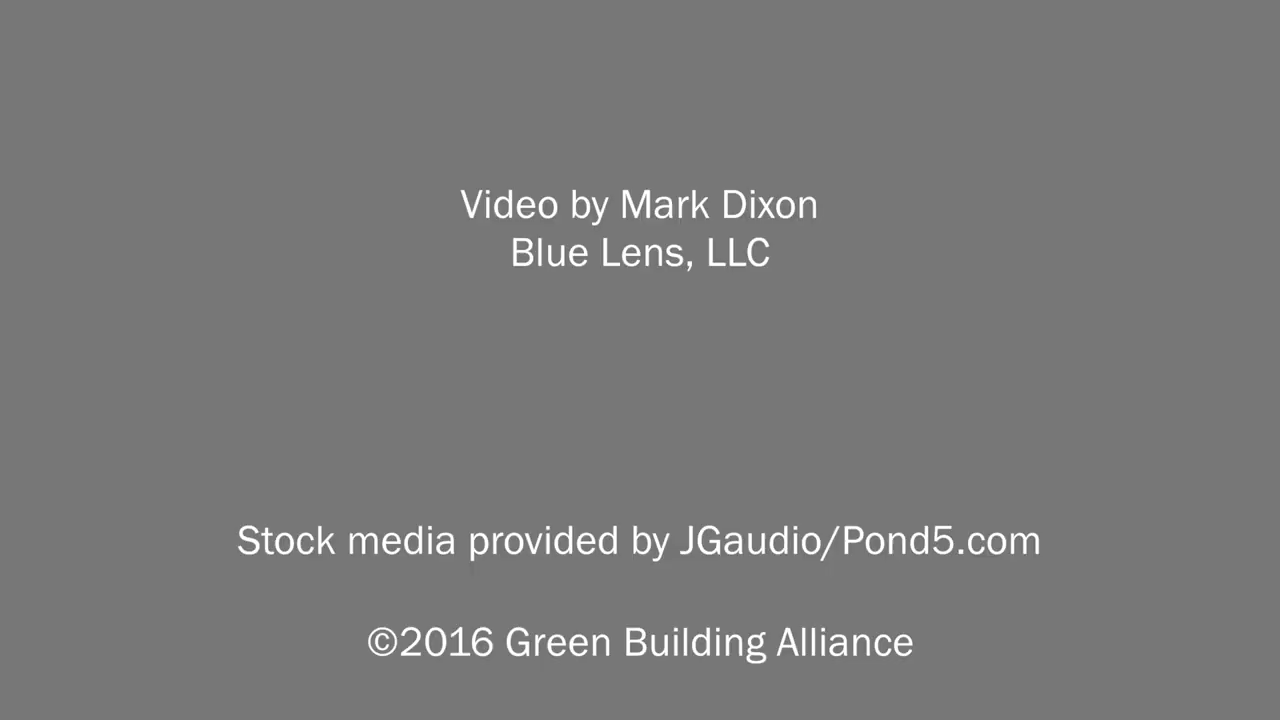 Video by Mark Dixon
Blue Lens, LLC
Stock media provided by JGaudio/Pond5.com
©2016 Green Building Alliance